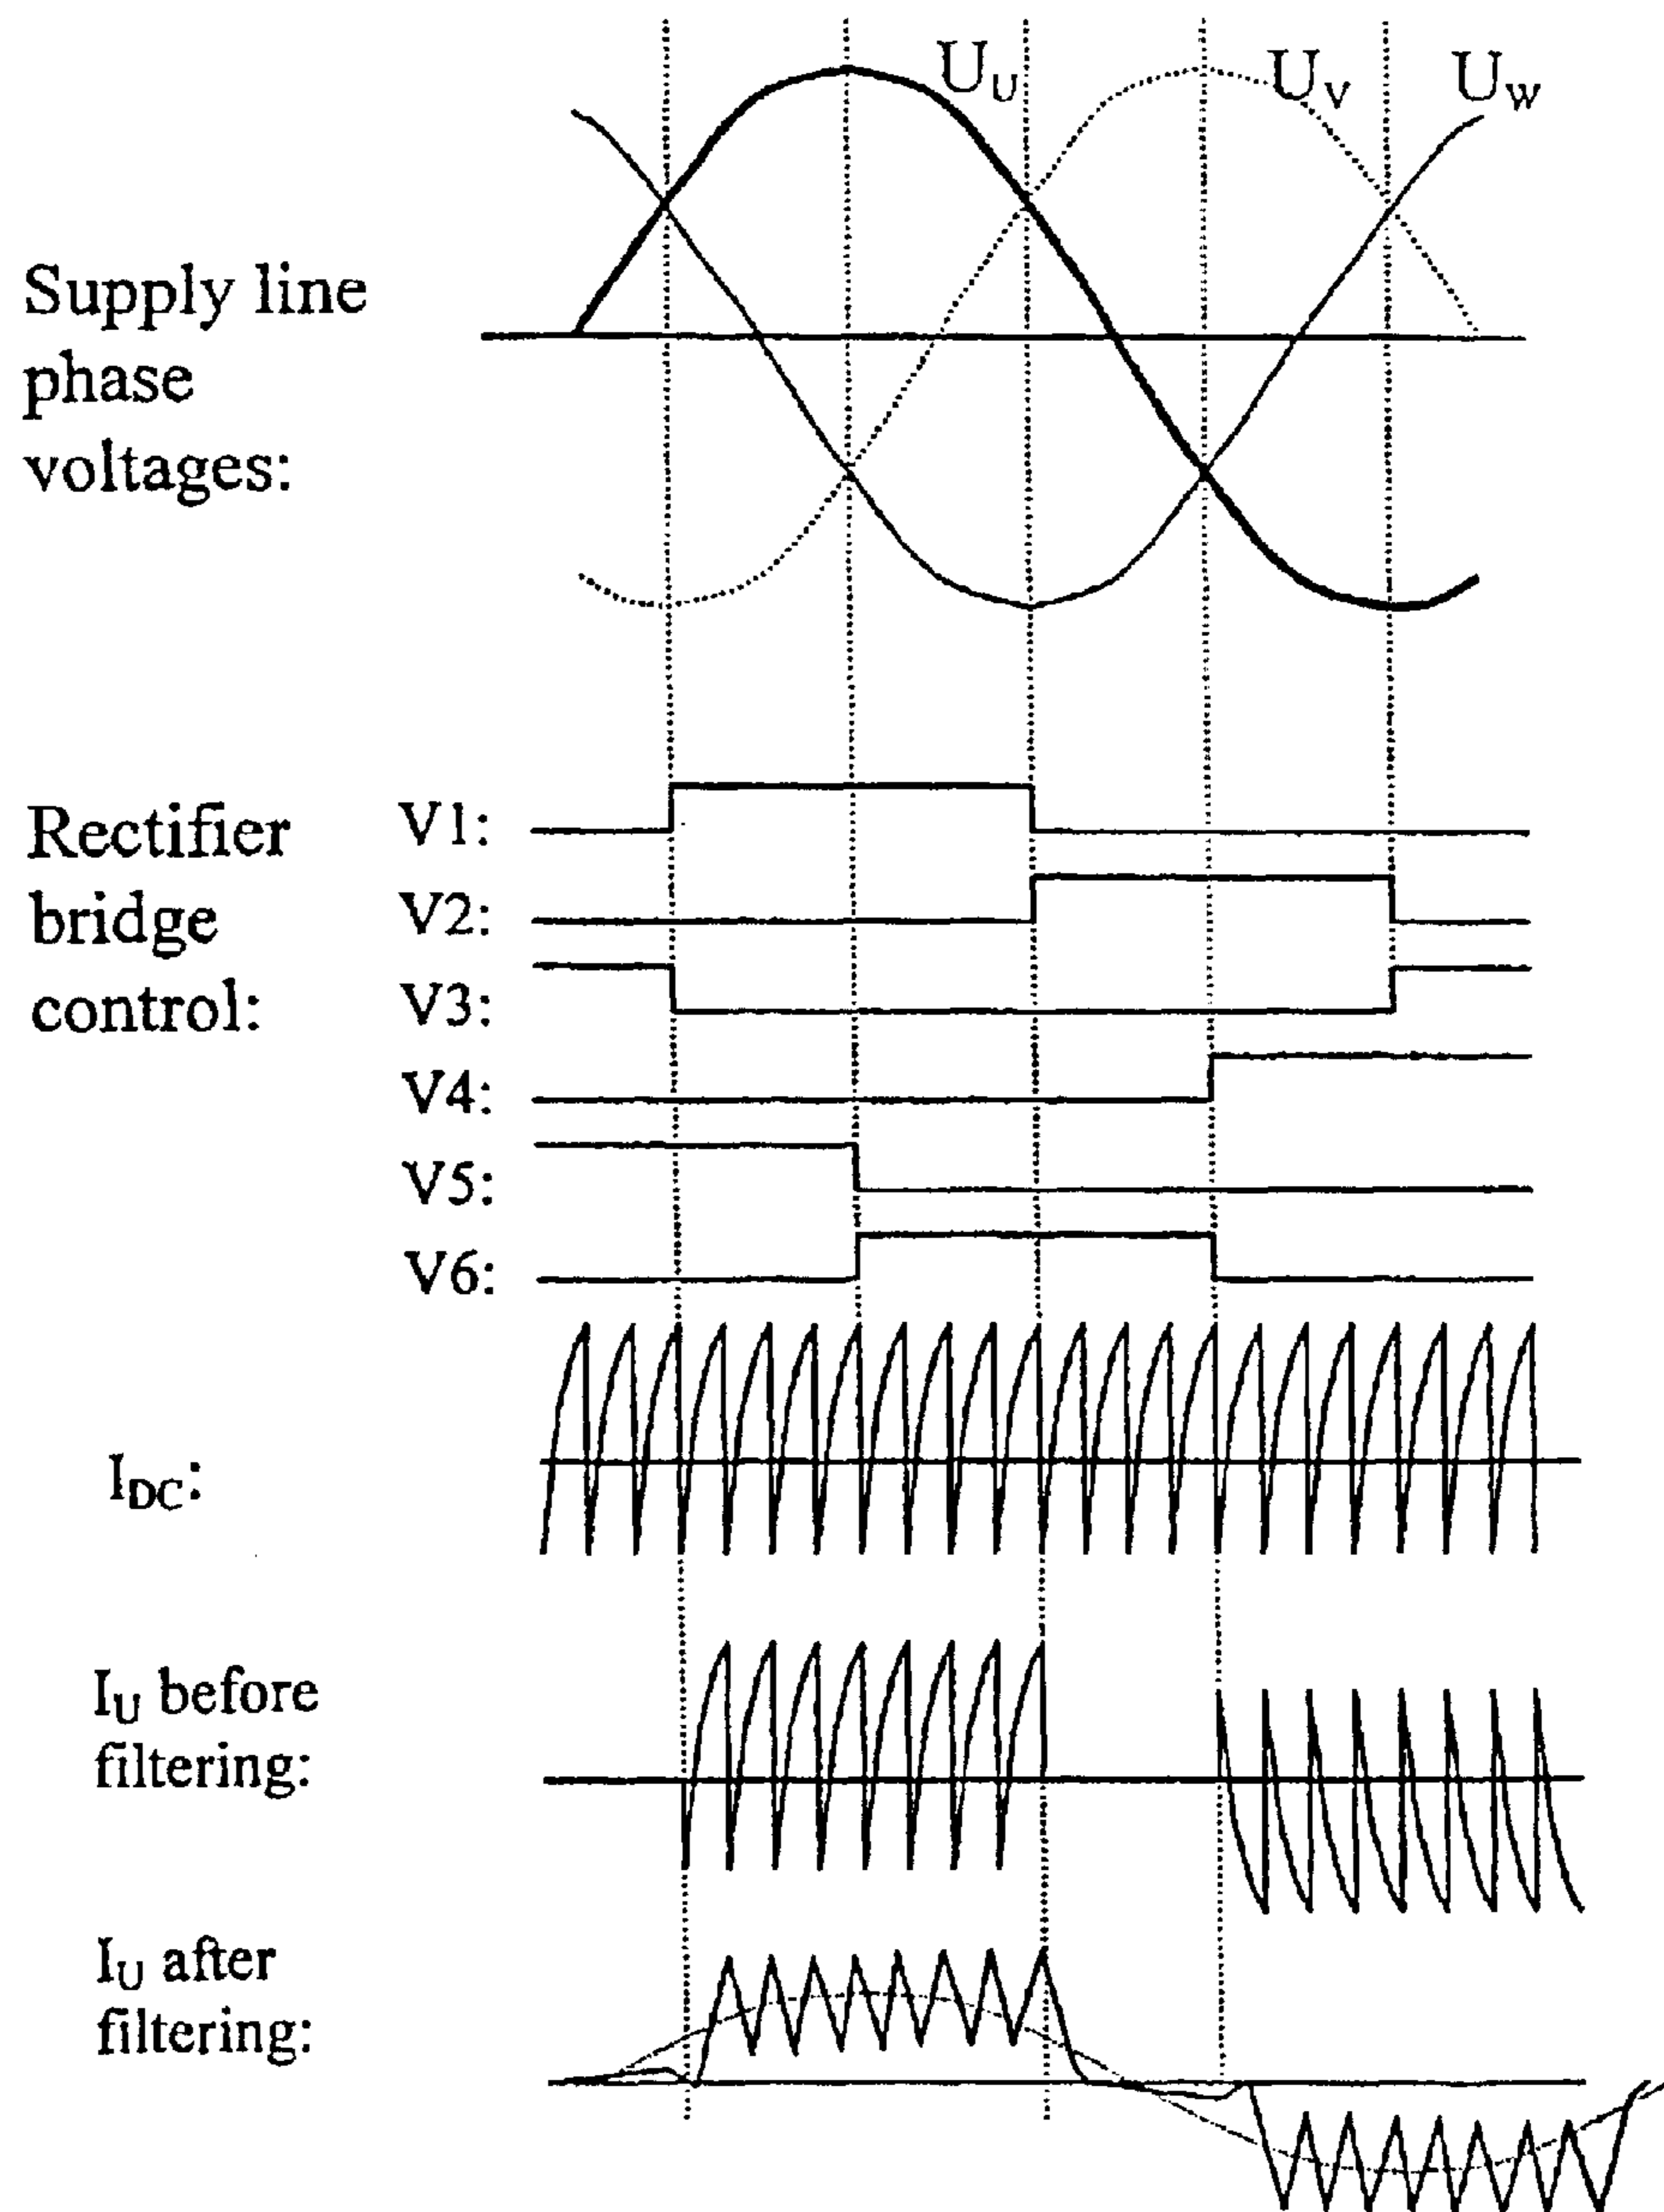 U_U
U_V
U_W
Supply line
phase
voltages:
Rectifier
bridge
control:
V1:
V2:
V3:
V4:
V5:
V6:
I_DC:
I_U before
filtering:
I_U after
filtering: